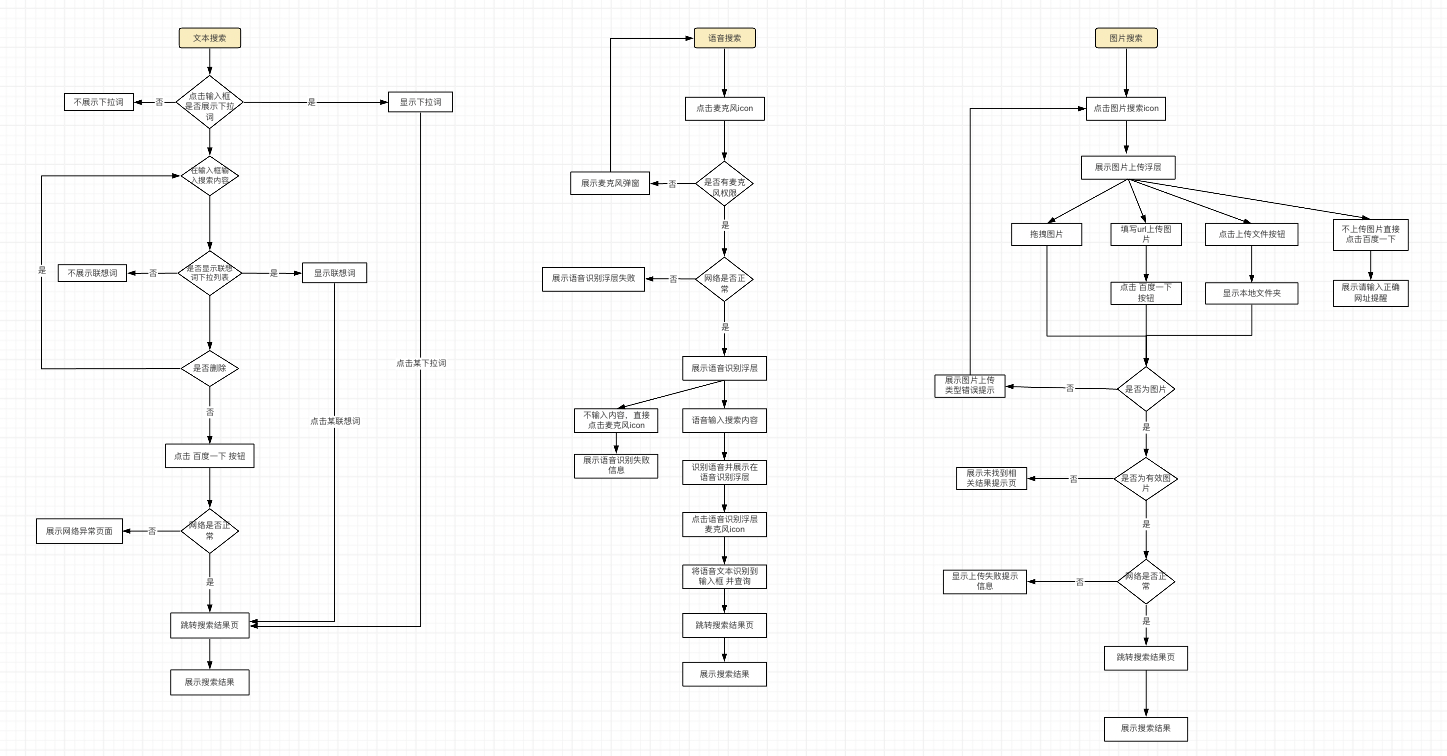 文本搜索
点击输入框
是否展示下拉
词
否
不展示下拉词
是
显示下拉词
在输入框输
入搜索内容
是否显示联想
词下拉列表
否
不展示联想词
是
显示联想词
是
点击某下拉词
是否删除
否
点击某联想词
点击 百度一下 按钮
网络是否正
常
否
展示网络异常页面
是
跳转搜索结果页
展示搜索结果
语音搜索
点击麦克风icon
是否有麦克
风权限
否
展示麦克风弹窗
是
网络是否正
常
否
展示语音识别浮层失败
是
展示语音识别浮层
不输入内容，直接
点击麦克风icon
展示语音识别失败
信息
语音输入搜索内容
识别语音并展示在
语音识别浮层
点击语音识别浮层
麦克风icon
将语音文本识别到
输入框 并查询
跳转搜索结果页
展示搜索结果
图片搜索
点击图片搜索icon
展示图片上传浮层
拖拽图片
填写url上传图
片
点击上传文件按钮
不上传图片直接
点击百度一下
点击 百度一下
按钮
显示本地文件夹
展示请输入正确
网址提醒
是否为图片
否
展示图片上传
类型错误提示
是
是否为有效图
片
否
展示未找到相
关结果提示页
是
网络是否正
常
否
显示上传失败提示
信息
是
跳转搜索结果页
展示搜索结果